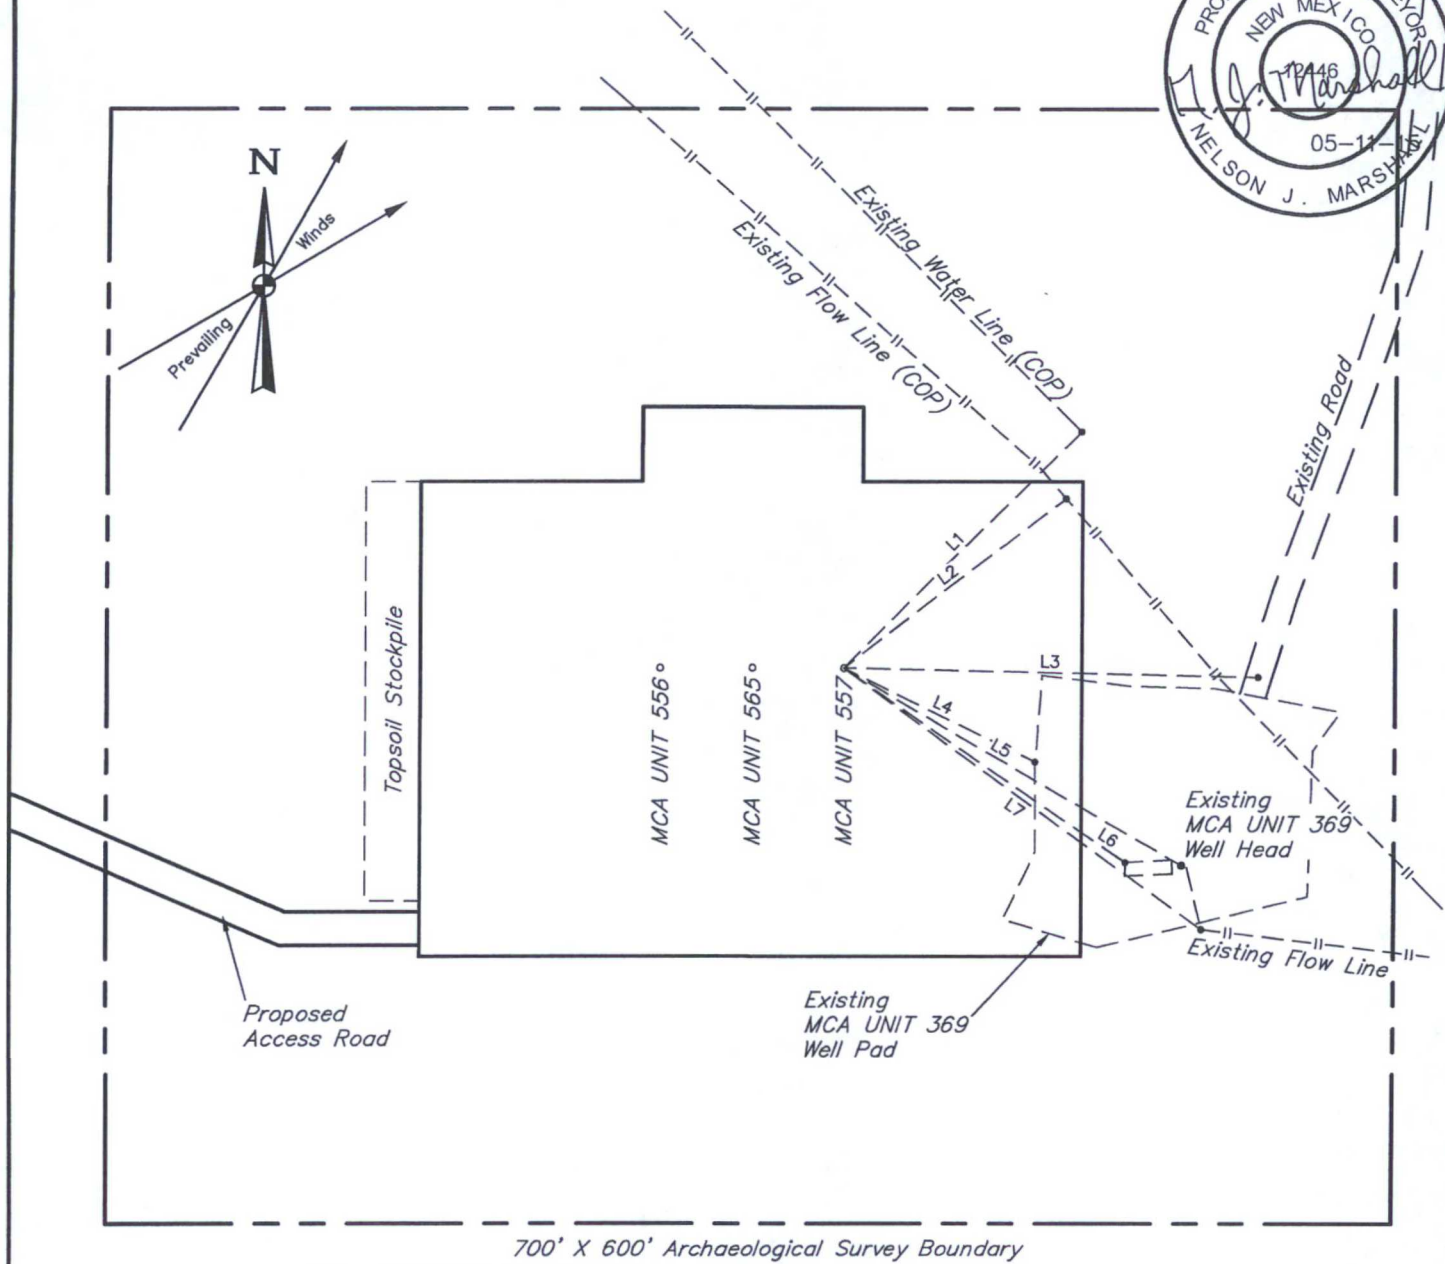 NEW MEXICO
12446
J. Marshall
05-11-15
NELSON J. MARSHALL
N
Winds
Prevailing
Existing Water Line (COP)
Existing Flow Line (COP)
Existing Road
L1
L2
L3
L4
L5
L6
L7
Topsoil Stockpile
MCA UNIT 556
MCA UNIT 565
MCA UNIT 557
Existing
MCA UNIT 369
Well Head
Existing Flow Line
Proposed
Access Road
Existing
MCA UNIT 369
Well Pad
700' X 600' Archaeological Survey Boundary